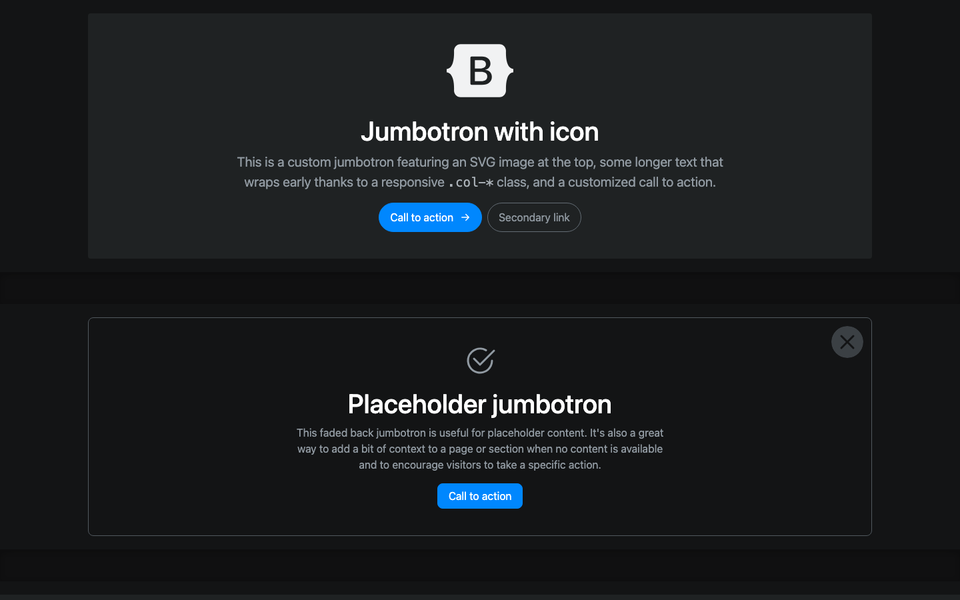 B
Jumbotron with icon
This is a custom jumbotron featuring an SVG image at the top, some longer text that
wraps early thanks to a responsive .col-* class, and a customized call to action.
Call to action →
Secondary link
Placeholder jumbotron
This faded back jumbotron is useful for placeholder content. It's also a great
way to add a bit of context to a page or section when no content is available
and to encourage visitors to take a specific action.
Call to action